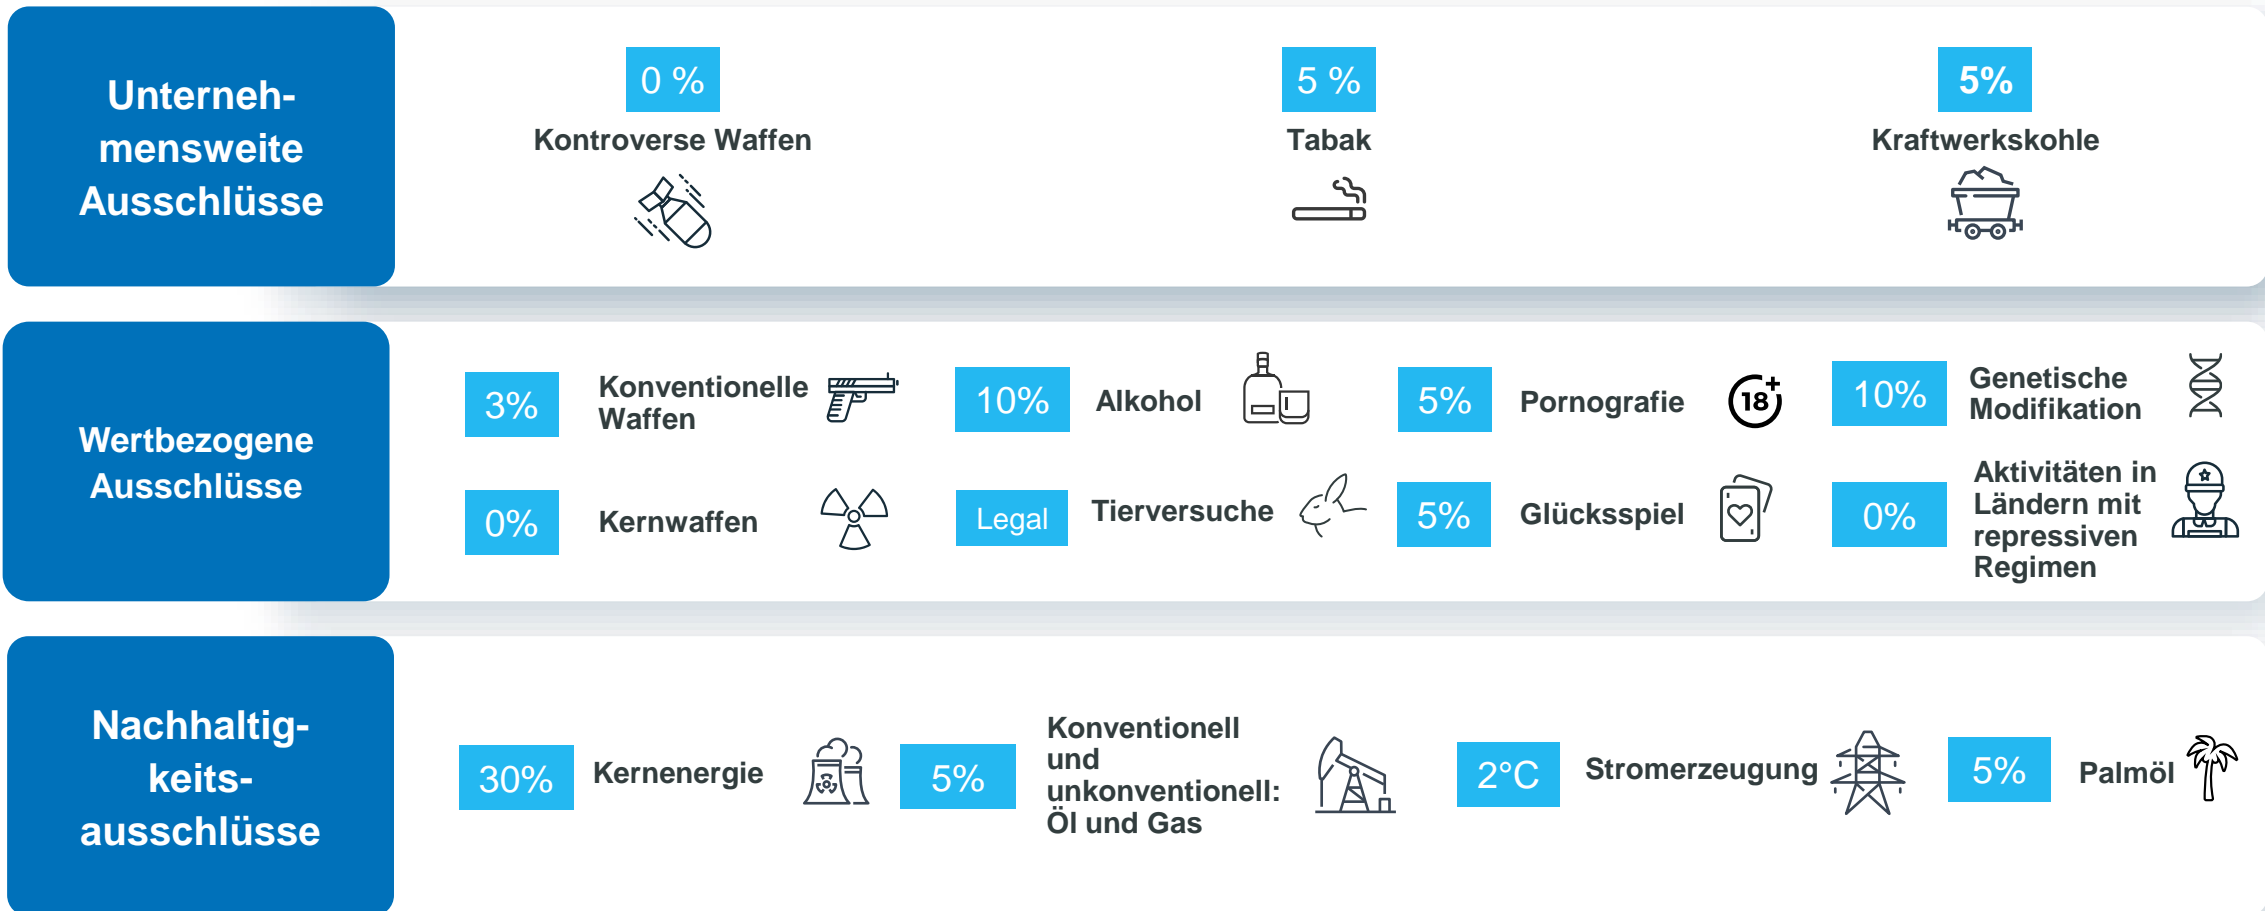 Unterneh-
mensweite
Ausschlüsse
0 %
Kontroverse Waffen
5 %
Tabak
5%
Kraftwerkskohle
Wertbezogene
Ausschlüsse
3%
Konventionelle
Waffen
10%
Alkohol
5%
Pornografie
18+
10%
Genetische
Modifikation
0%
Kernwaffen
Legal
Tierversuche
5%
Glücksspiel
0%
Aktivitäten in
Ländern mit
repressiven
Regimen
Nachhaltig-
keits-
ausschlüsse
30%
Kernenergie
5%
Konventionell
und
unkonventionell:
Öl und Gas
2°C
Stromerzeugung
5%
Palmöl